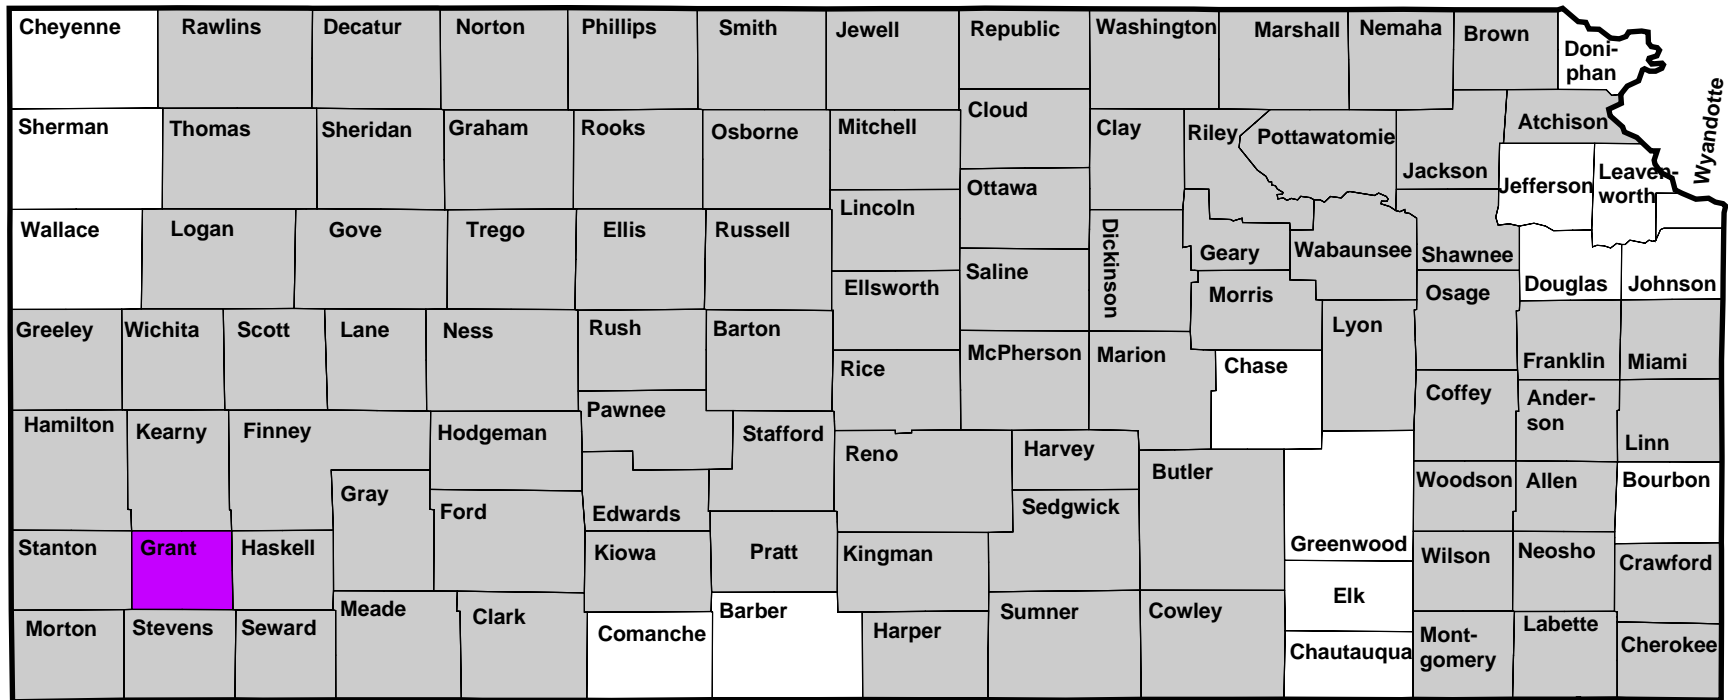 Cheyenne
Rawlins
Decatur
Norton
Phillips
Smith
Jewell
Republic
Washington
Marshall
Nemaha
Brown
Doni-
phan
Wyandotte
Sherman
Thomas
Sheridan
Graham
Rooks
Osborne
Mitchell
Cloud
Clay
Riley
Pottawatomie
Jackson
Atchison
Jefferson
Leaven-
worth
Wallace
Logan
Gove
Trego
Ellis
Russell
Lincoln
Ottawa
Dickinson
Geary
Wabaunsee
Shawnee
Douglas
Johnson
Ellsworth
Saline
Morris
Osage
Greeley
Wichita
Scott
Lane
Ness
Rush
Barton
Rice
McPherson
Marion
Chase
Lyon
Franklin
Miami
Hamilton
Kearny
Finney
Hodgeman
Pawnee
Stafford
Reno
Harvey
Butler
Coffey
Ander-
son
Linn
Gray
Ford
Edwards
Sedgwick
Greenwood
Woodson
Allen
Bourbon
Stanton
Grant
Haskell
Kiowa
Pratt
Kingman
Wilson
Neosho
Crawford
Morton
Stevens
Seward
Meade
Clark
Comanche
Barber
Harper
Sumner
Cowley
Elk
Chautauqua
Mont-
gomery
Labette
Cherokee